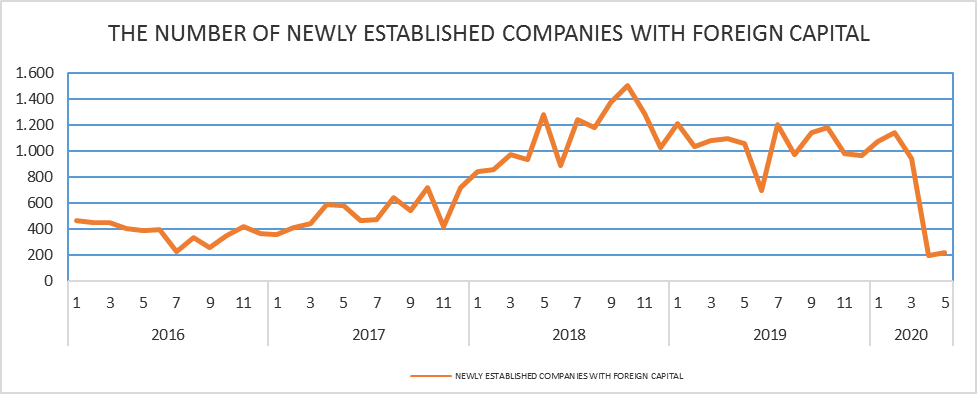 THE NUMBER OF NEWLY ESTABLISHED COMPANIES WITH FOREIGN CAPITAL
1.600
1.400
1.200
1.000
800
600
400
200
0
1 3 5 7 9 11 1 3 5 7 9 11 1 3 5 7 9 11 1 3 5 7 9 11 1 3 5
2016 2017 2018 2019 2020
NEWLY ESTABLISHED COMPANIES WITH FOREIGN CAPITAL